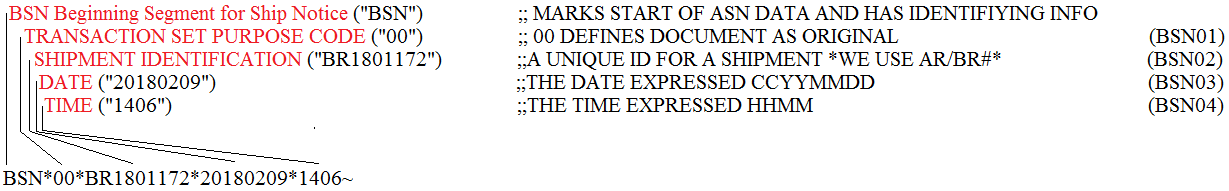 BSN Beginning Segment for Ship Notice ("BSN") ;; MARKS START OF ASN DATA AND HAS IDENTIFIYING INFO
TRANSACTION SET PURPOSE CODE ("00") ;; 00 DEFINES DOCUMENT AS ORIGINAL (BSN01)
SHIPMENT IDENTIFICATION ("BR1801172") ;;A UNIQUE ID FOR A SHIPMENT *WE USE AR/BR#* (BSN02)
DATE ("20180209") ;;THE DATE EXPRESSED CCYYMMDD (BSN03)
TIME ("1406") ;;THE TIME EXPRESSED HHMM (BSN04)
BSN*00*BR1801172*20180209*1406~